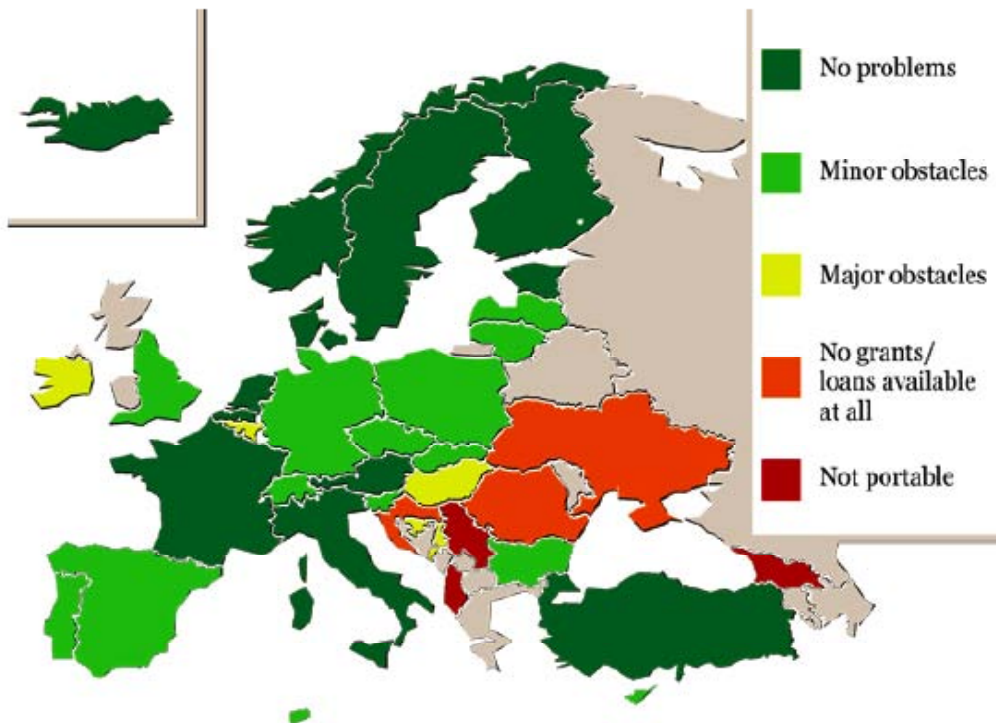 No problems
Minor obstacles
Major obstacles
No grants/
loans available
at all
Not portable